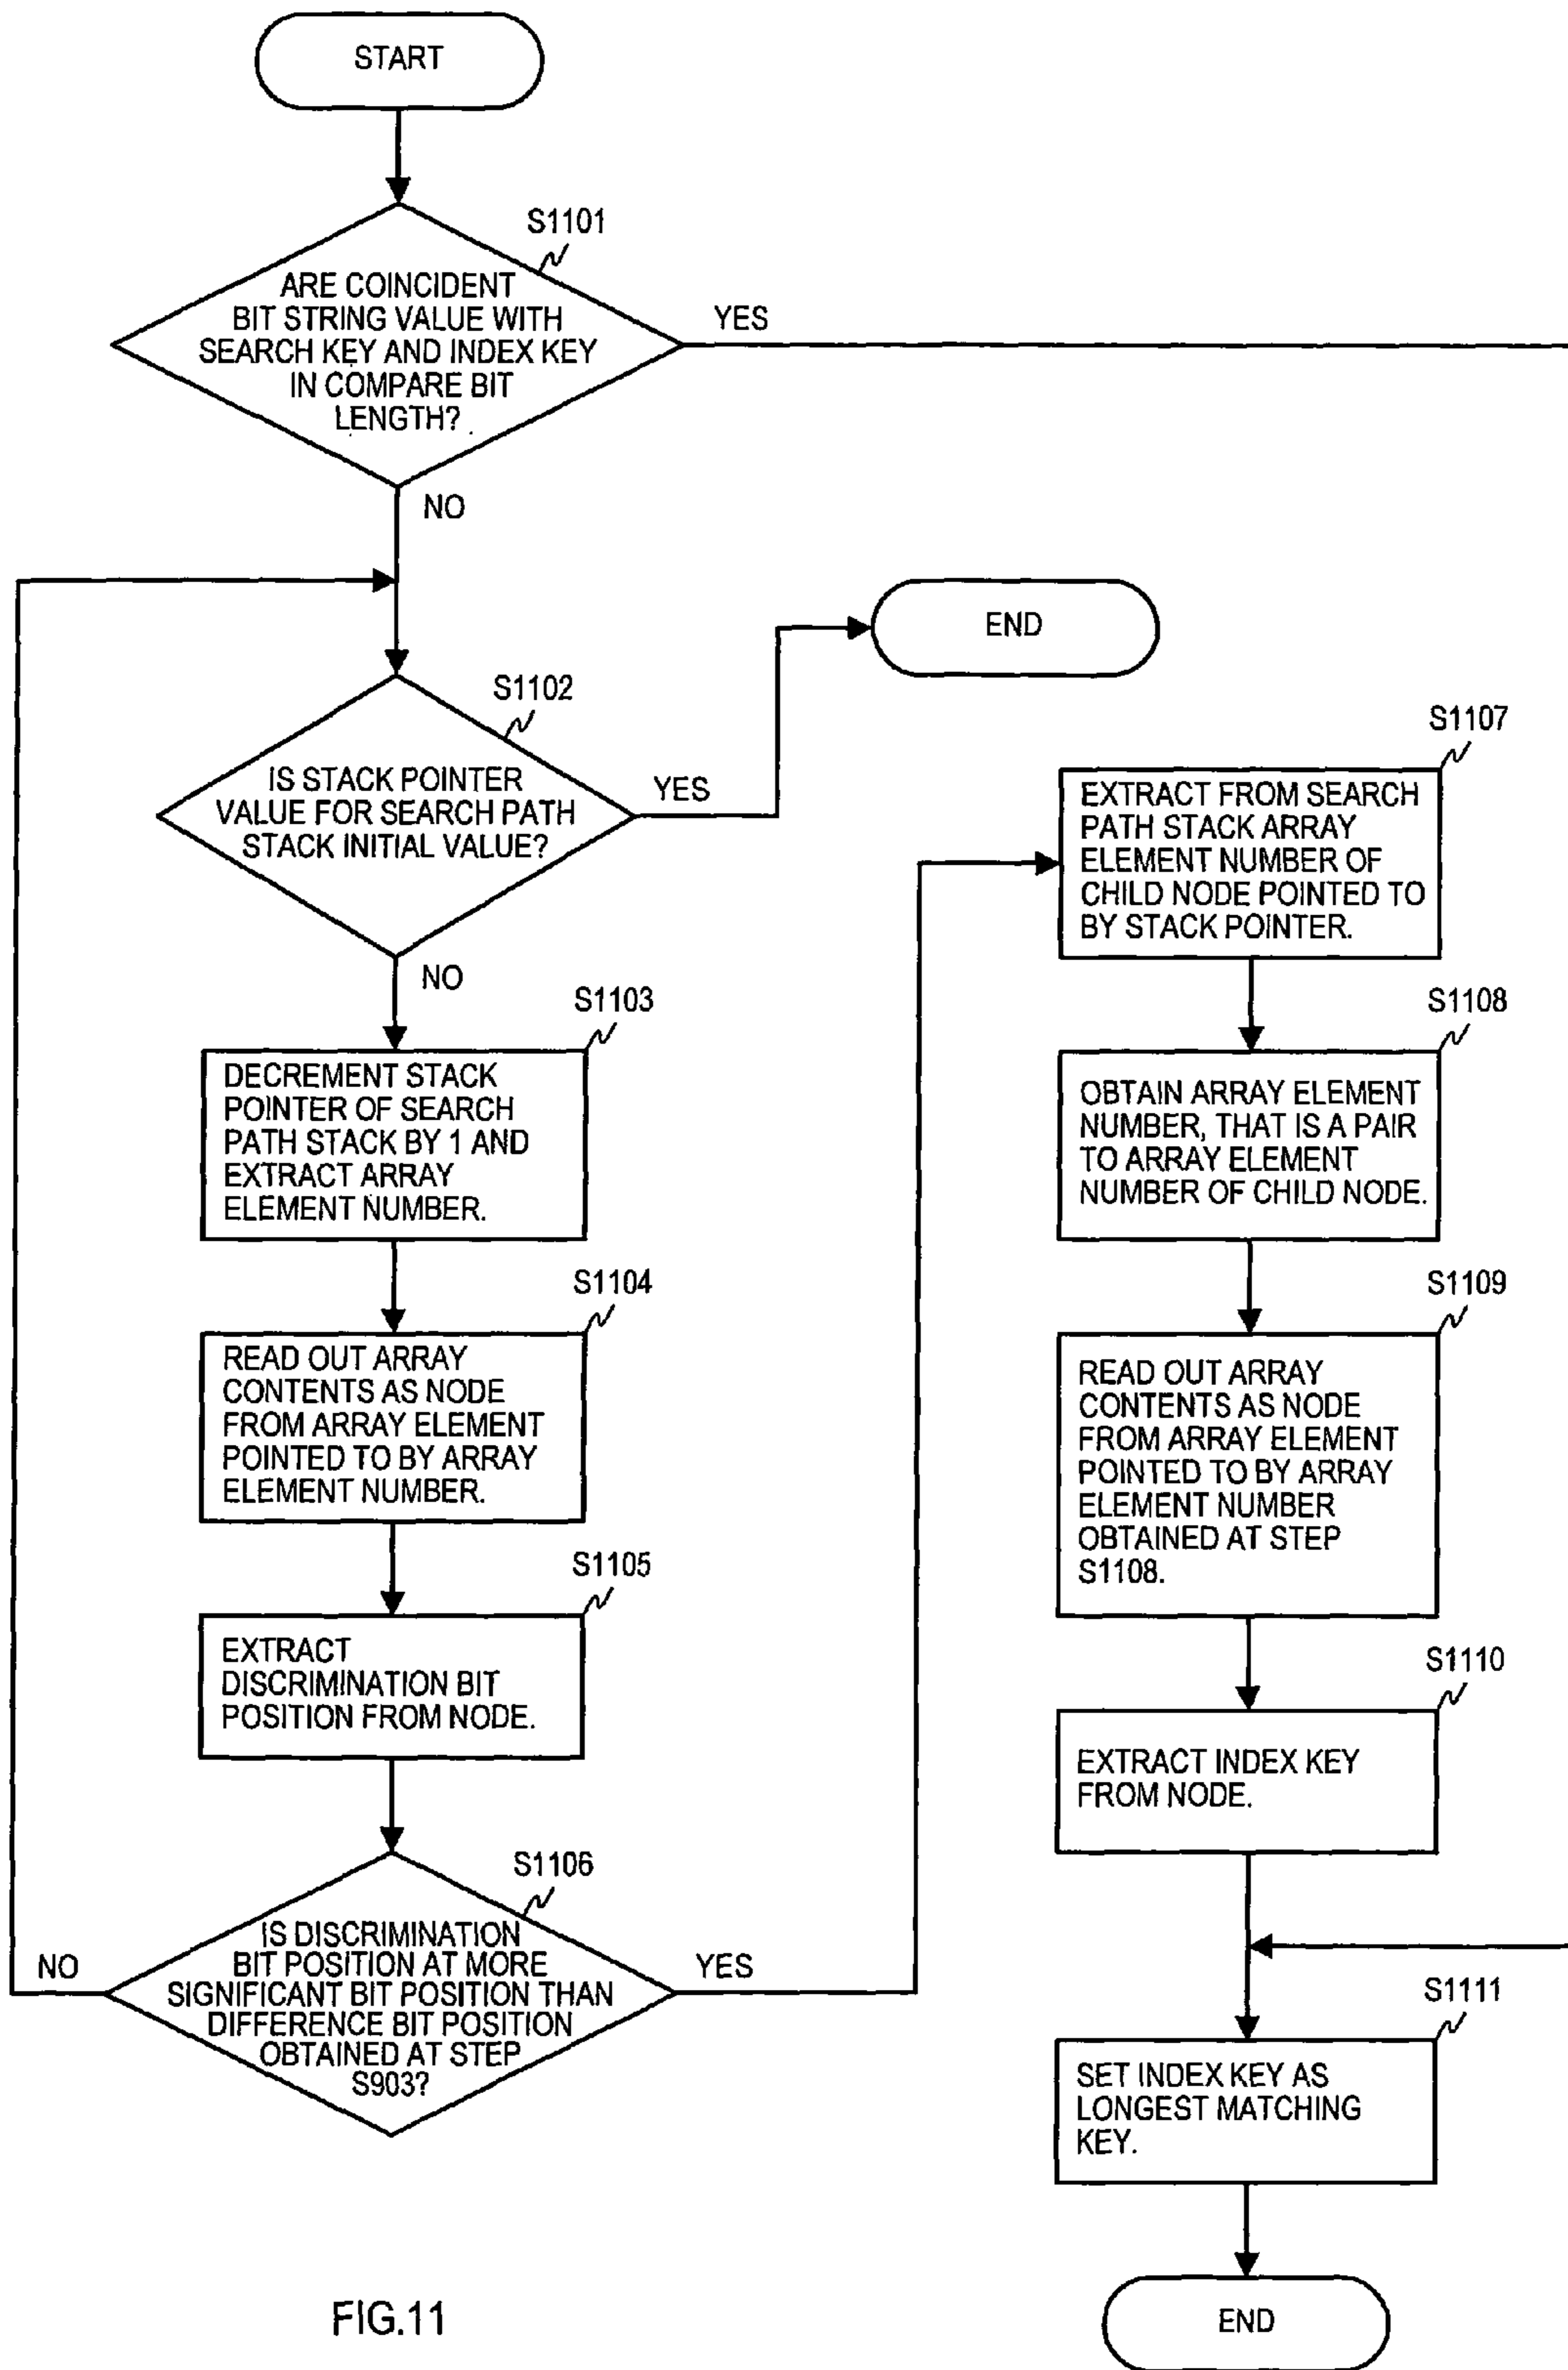 START
S1101
ARE COINCIDENT
BIT STRING VALUE WITH
SEARCH KEY AND INDEX KEY
IN COMPARE BIT
LENGTH?
YES
NO
END
S1102
IS STACK POINTER
VALUE FOR SEARCH PATH
STACK INITIAL VALUE?
YES
NO
S1103
DECREMENT STACK
POINTER OF SEARCH
PATH STACK BY 1 AND
EXTRACT ARRAY
ELEMENT NUMBER.
S1104
READ OUT ARRAY
CONTENTS AS NODE
FROM ARRAY ELEMENT
POINTED TO BY ARRAY
ELEMENT NUMBER.
S1105
EXTRACT
DISCRIMINATION BIT
POSITION FROM NODE.
S1106
IS DISCRIMINATION
BIT POSITION AT MORE
SIGNIFICANT BIT POSITION THAN
DIFFERENCE BIT POSITION
OBTAINED AT STEP
S903?
NO
YES
S1107
EXTRACT FROM SEARCH
PATH STACK ARRAY
ELEMENT NUMBER OF
CHILD NODE POINTED TO
BY STACK POINTER.
S1108
OBTAIN ARRAY ELEMENT
NUMBER, THAT IS A PAIR
TO ARRAY ELEMENT
NUMBER OF CHILD NODE.
S1109
READ OUT ARRAY
CONTENTS AS NODE
FROM ARRAY ELEMENT
POINTED TO BY ARRAY
ELEMENT NUMBER
OBTAINED AT STEP
S1108.
S1110
EXTRACT INDEX KEY
FROM NODE.
S1111
SET INDEX KEY AS
LONGEST MATCHING
KEY.
END
FIG.11